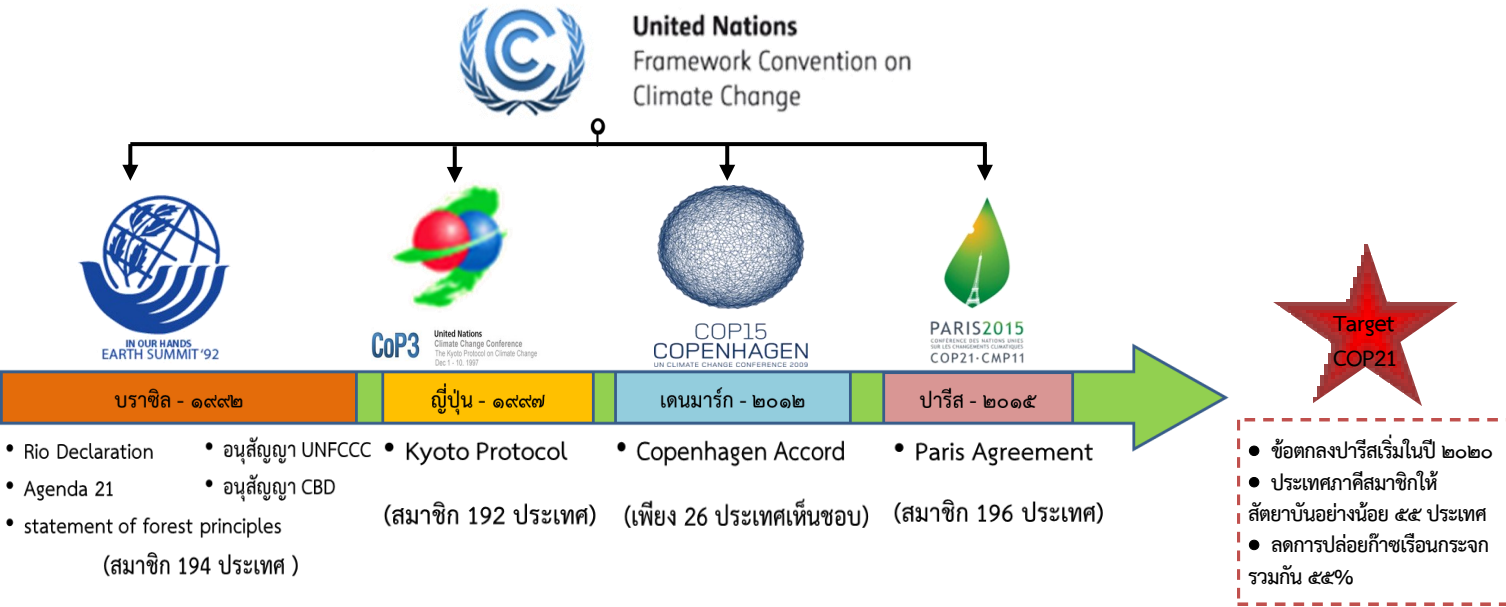 United Nations
Framework Convention on
Climate Change
IN OUR HANDS
EARTH SUMMIT '92
CoP3
United Nations
Climate Change Conference
The Kyoto Protocol on Climate Change
Dec 1 - 10. 1997
COP15
COPENHAGEN
UN CLIMATE CHANGE CONFERENCE 2009
PARIS2015
CONFÉRENCE DES NATIONS UNIES
SUR LES CHANGEMENTS CLIMATIQUES
COP21·CMP11
Target
COP21
บราซิล - ๑๙๙๒
ญี่ปุ่น - ๑๙๙๗
เดนมาร์ก - ๒๐๑๒
ปารีส - ๒๐๑๕
• Rio Declaration
• Agenda 21
• statement of forest principles
• อนุสัญญา UNFCCC
• อนุสัญญา CBD
(สมาชิก 194 ประเทศ )
• Kyoto Protocol
(สมาชิก 192 ประเทศ)
• Copenhagen Accord
(เพียง 26 ประเทศเห็นชอบ)
• Paris Agreement
(สมาชิก 196 ประเทศ)
● ข้อตกลงปารีสเริ่มในปี ๒๐๒๐
● ประเทศภาคีสมาชิกให้
สัตยาบันอย่างน้อย ๕๕ ประเทศ
● ลดการปล่อยก๊าซเรือนกระจก
รวมกัน ๕๕%